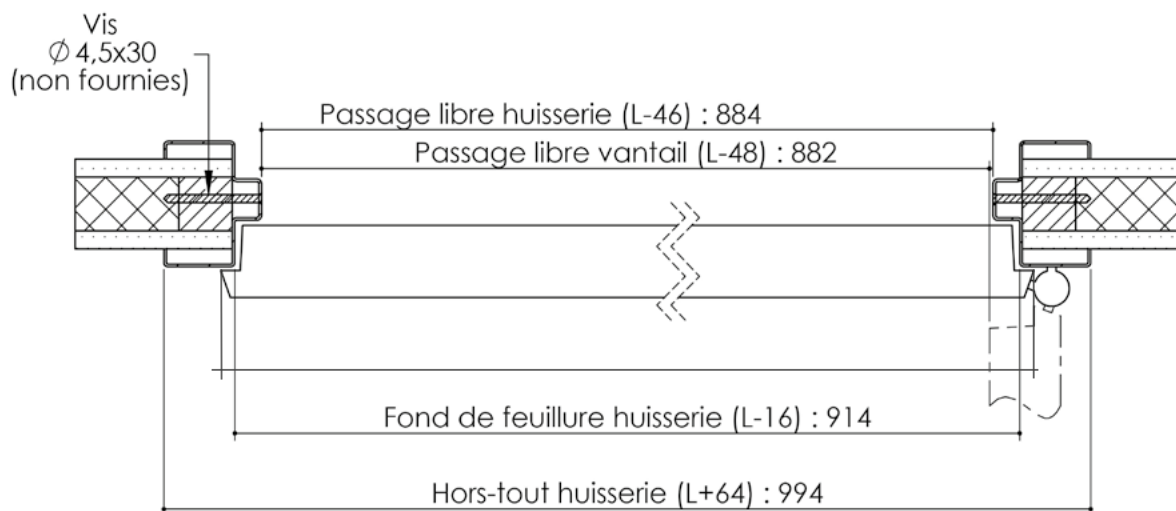 Vis
Ø 4,5x30
(non fournies)
Passage libre huisserie (L-46) : 884
Passage libre vantail (L-48) : 882
Fond de feuillure huisserie (L-16) : 914
Hors-tout huisserie (L+64) : 994